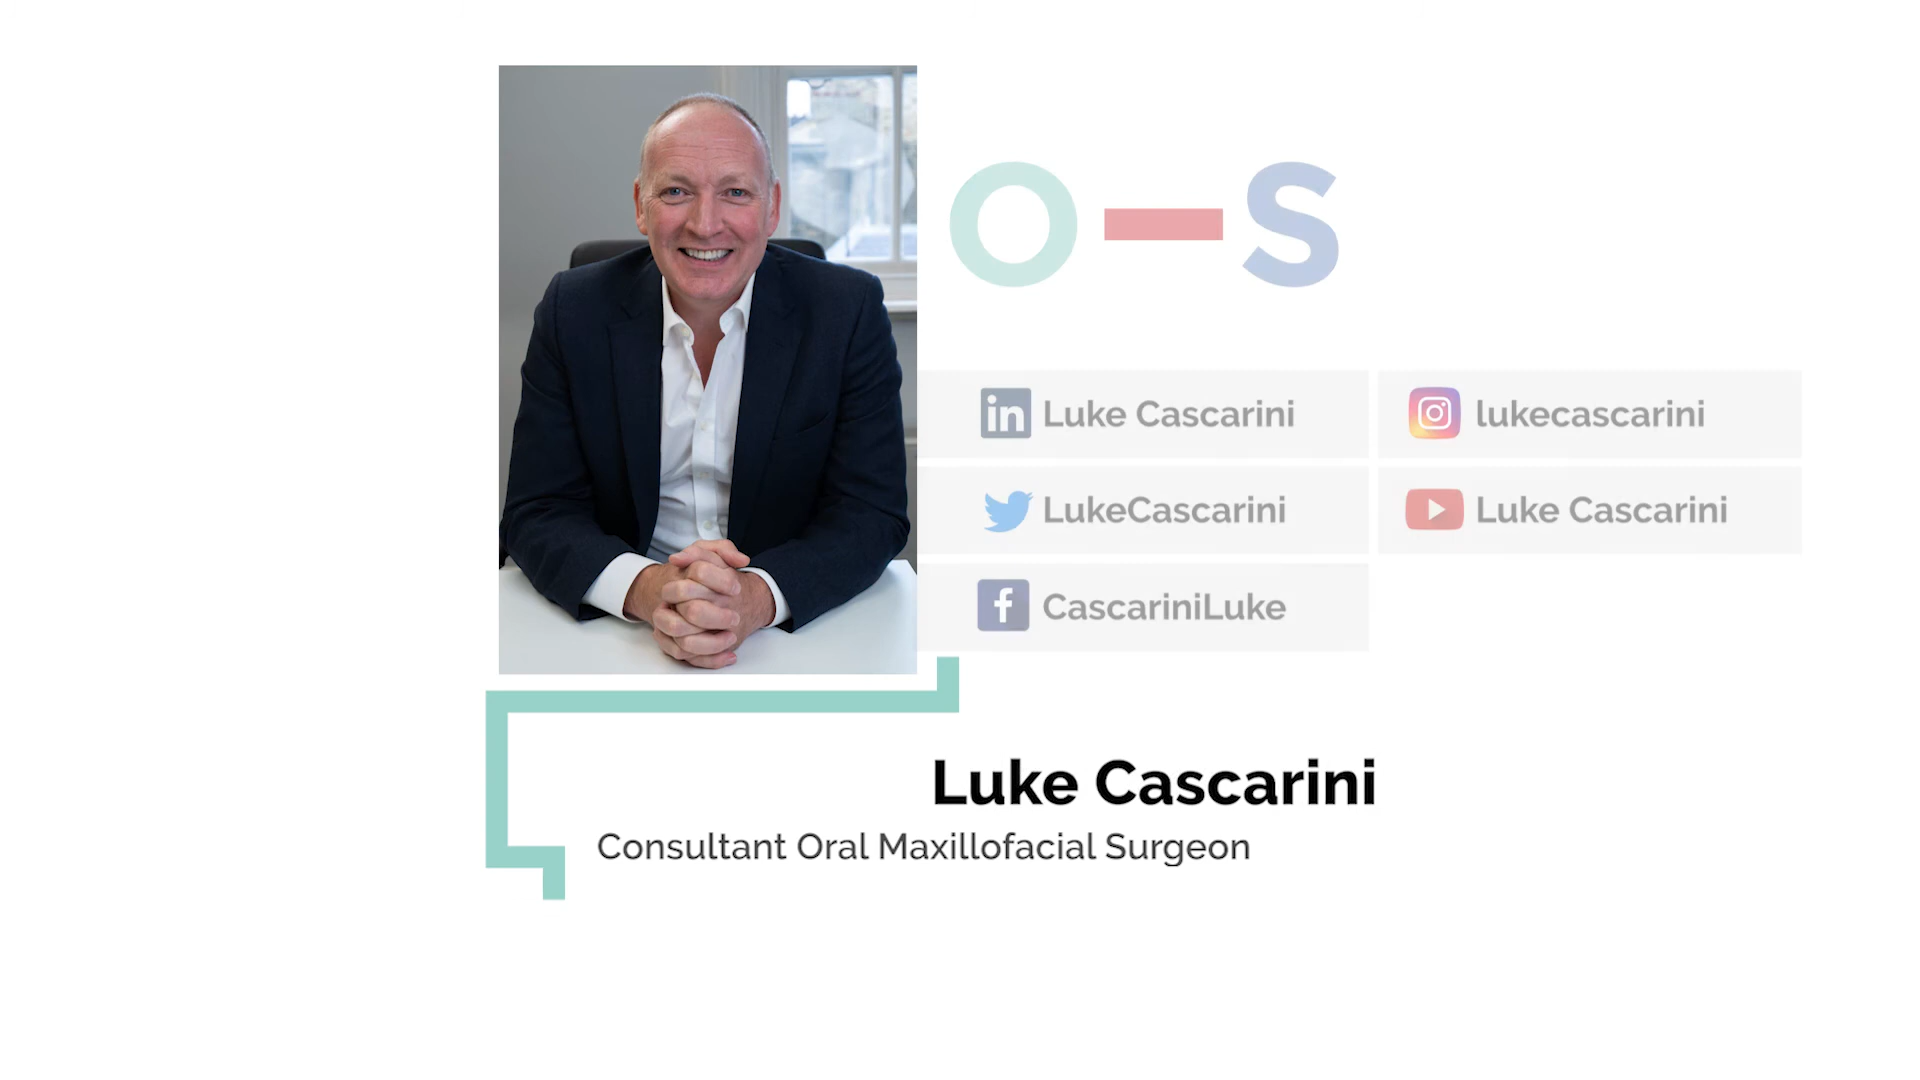 O–S
Luke Cascarini
lukecascarini
LukeCascarini
Luke Cascarini
CascariniLuke
Luke Cascarini
Consultant Oral Maxillofacial Surgeon